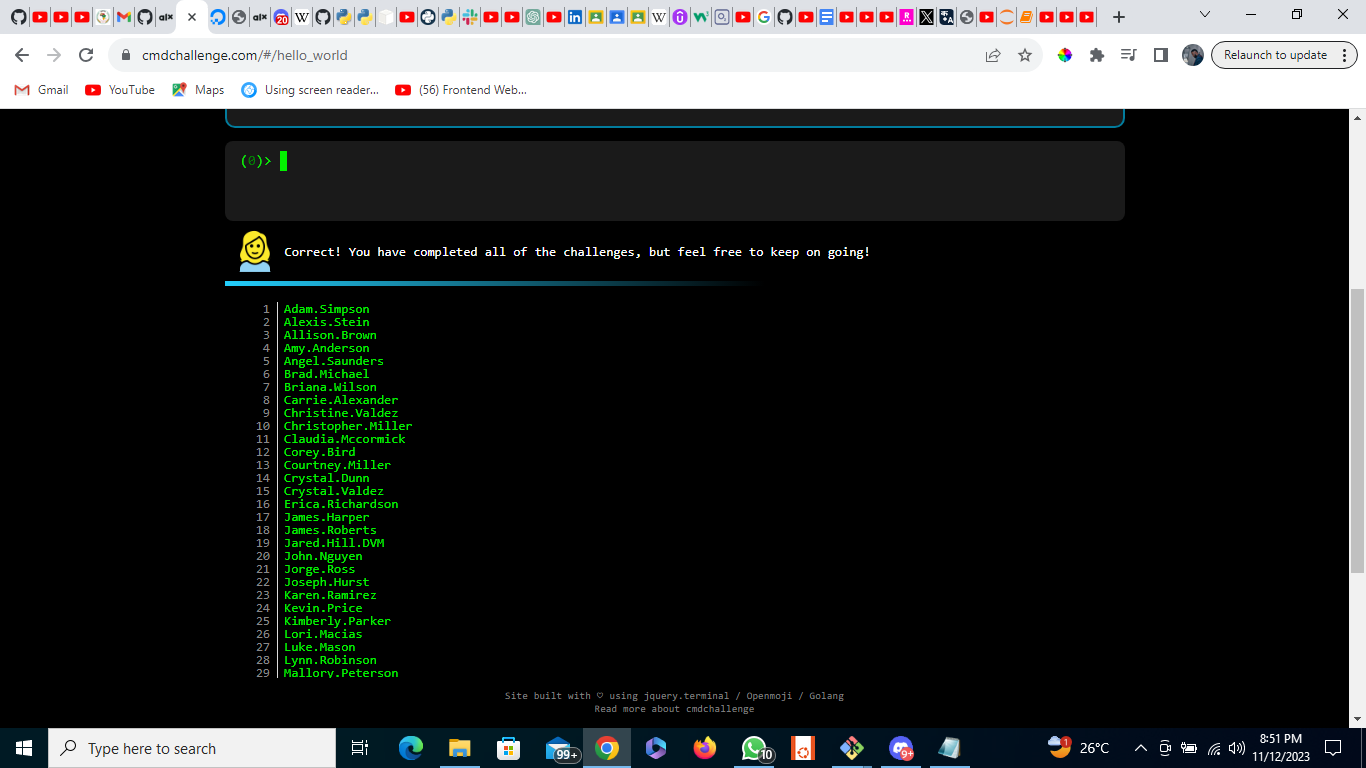 alx
alx
20
cmdchallenge.com/#/hello_world
Relaunch to update
Gmail
YouTube
Maps
Using screen reader...
(56) Frontend Web...
(0)>
Correct! You have completed all of the challenges, but feel free to keep on going!
1 Adam.Simpson
2 Alexis.Stein
3 Allison.Brown
4 Amy.Anderson
5 Angel.Saunders
6 Brad.Michael
7 Briana.Wilson
8 Carrie.Alexander
9 Christine.Valdez
10 Christopher.Miller
11 Claudia.Mccormick
12 Corey.Bird
13 Courtney.Miller
14 Crystal.Dunn
15 Crystal.Valdez
16 Erica.Richardson
17 James.Harper
18 James.Roberts
19 Jared.Hill.DVM
20 John.Nguyen
21 Jorge.Ross
22 Joseph.Hurst
23 Karen.Ramirez
24 Kevin.Price
25 Kimberly.Parker
26 Lori.Macias
27 Luke.Mason
28 Lynn.Robinson
29 Mallory.Peterson
Site built with ♡ using jquery.terminal / Openmoji / Golang
Read more about cmdchallenge
Type here to search
99+
10
9+
1
26°C
8:51 PM
11/12/2023